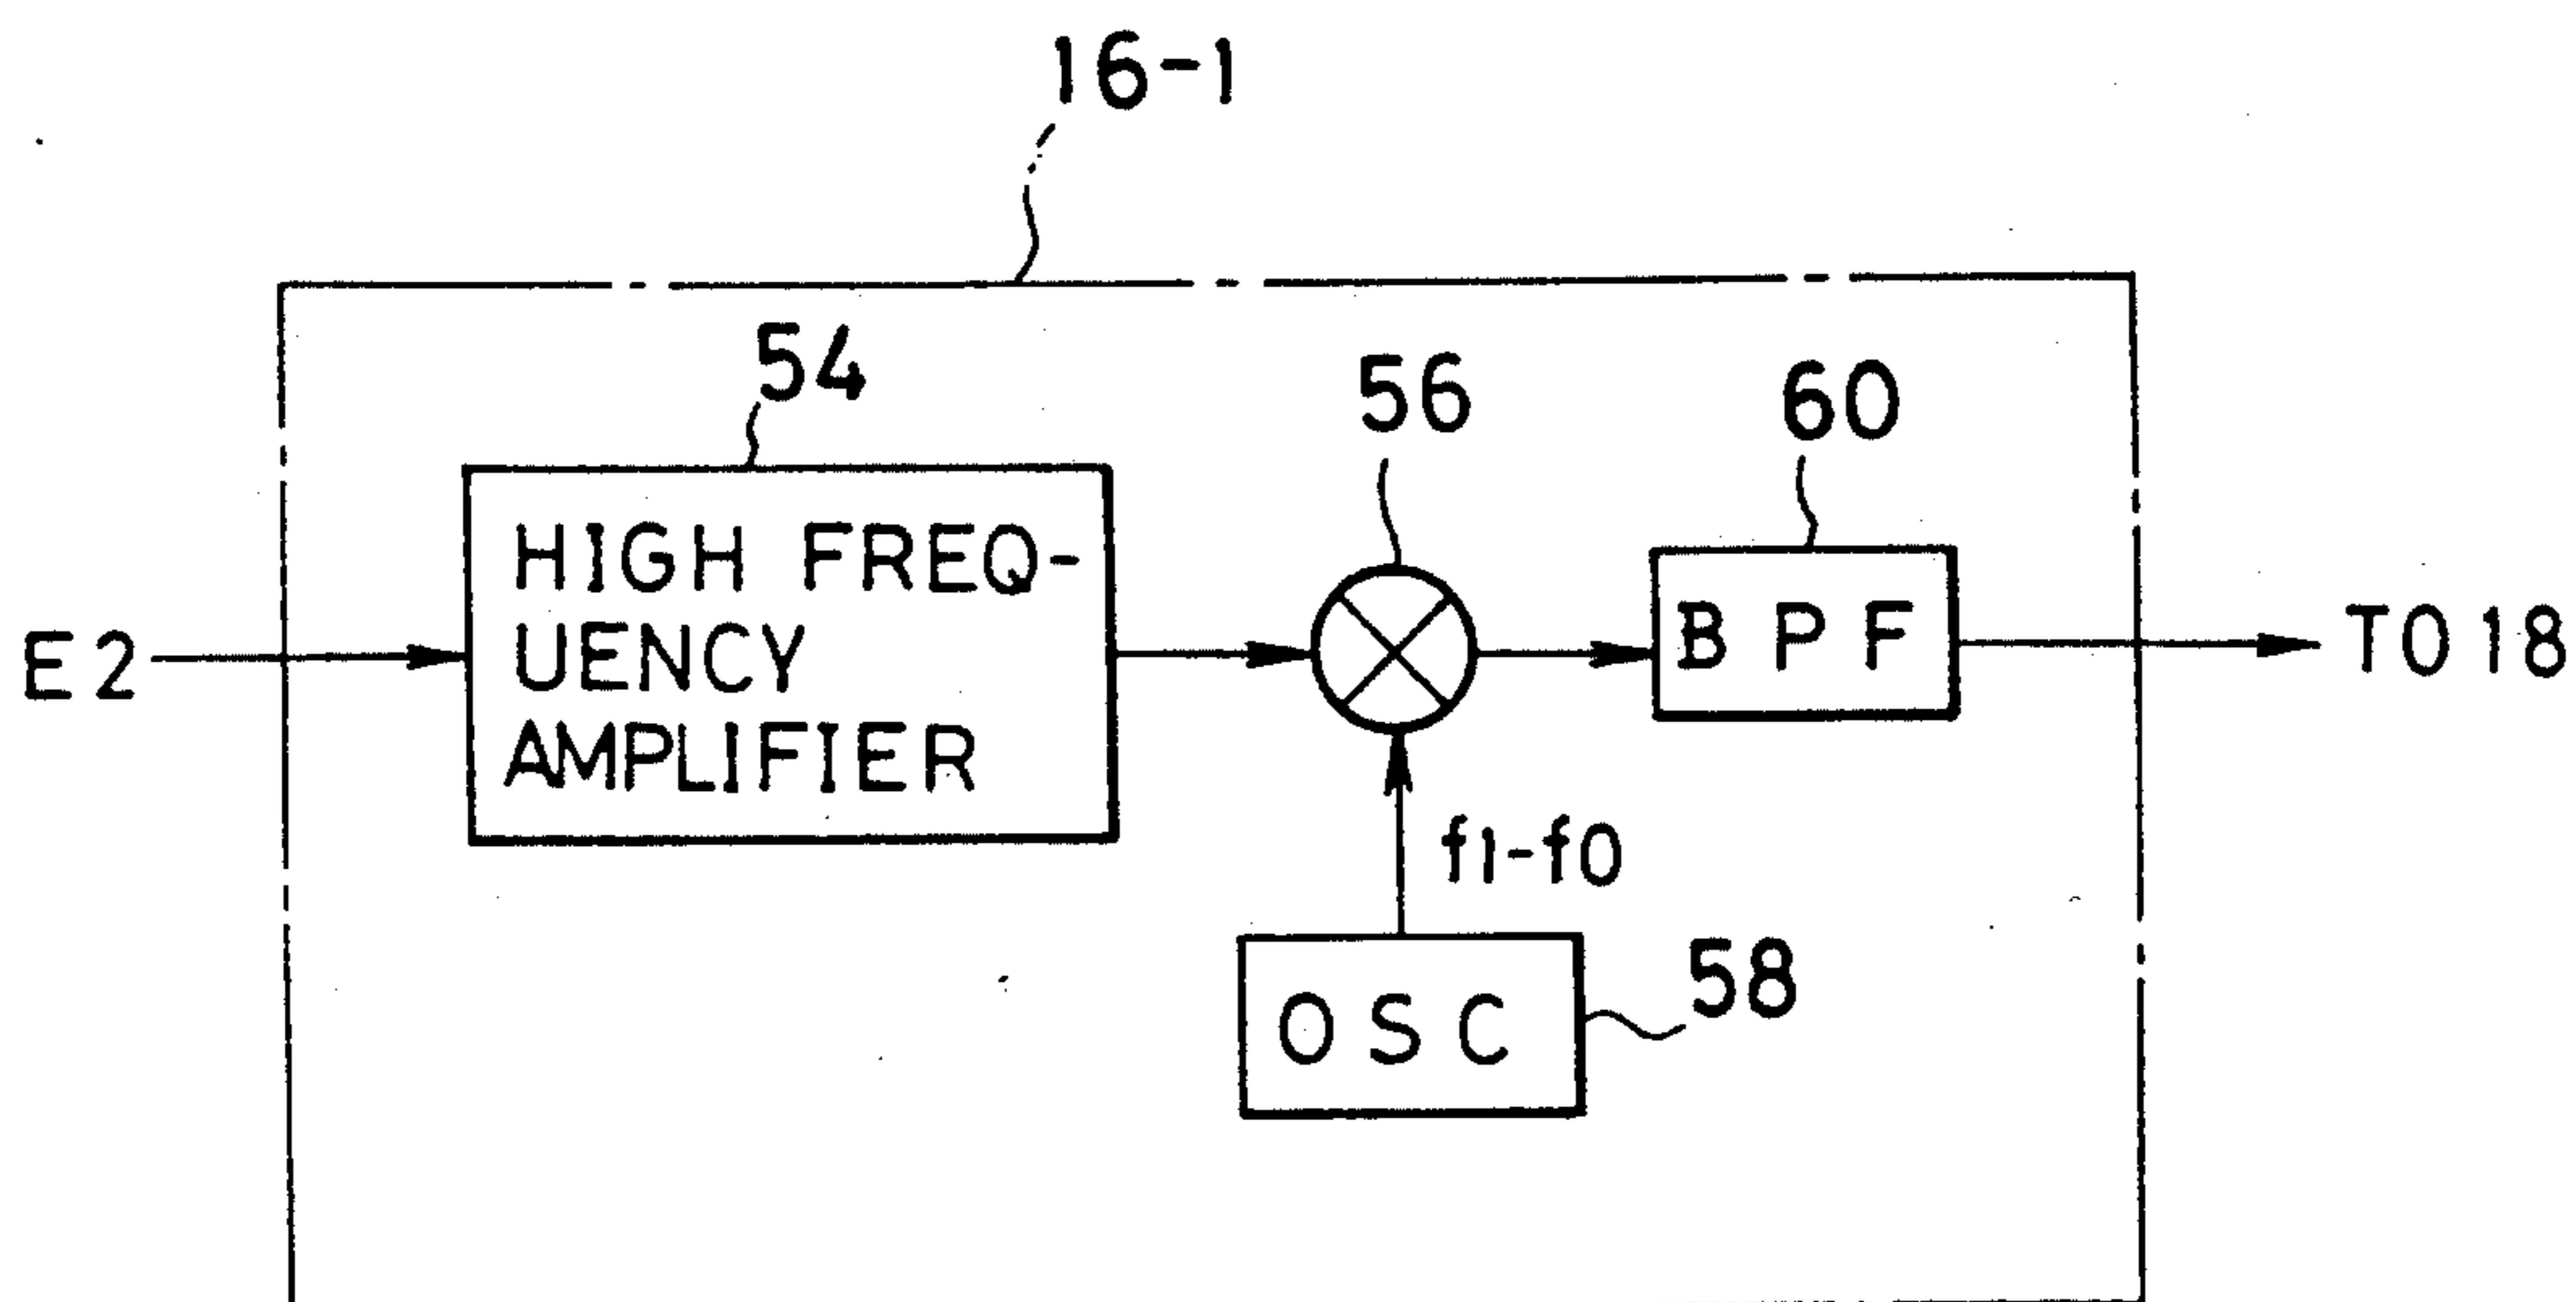 16-1
54
56
60
HIGH FREQ-
UENCY
AMPLIFIER
E2
BPF
TO 18
f1-f0
OSC
58